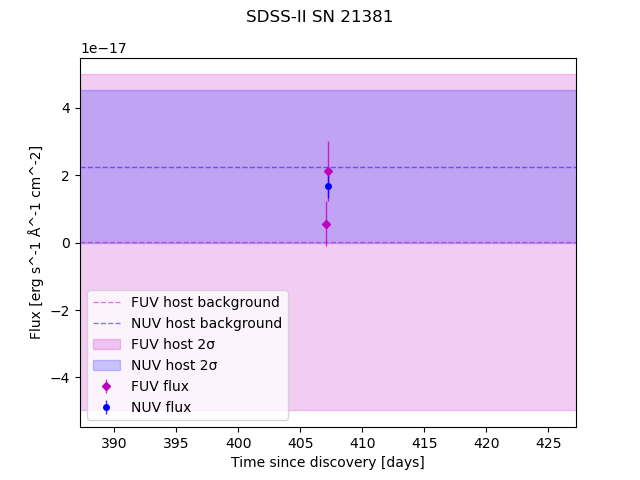 SDSS-II SN 21381
1e−17
Flux [erg s^-1 Å^-1 cm^-2]
4
2
0
−2
−4
FUV host background
NUV host background
FUV host 2σ
NUV host 2σ
FUV flux
NUV flux
390 395 400 405 410 415 420 425
Time since discovery [days]